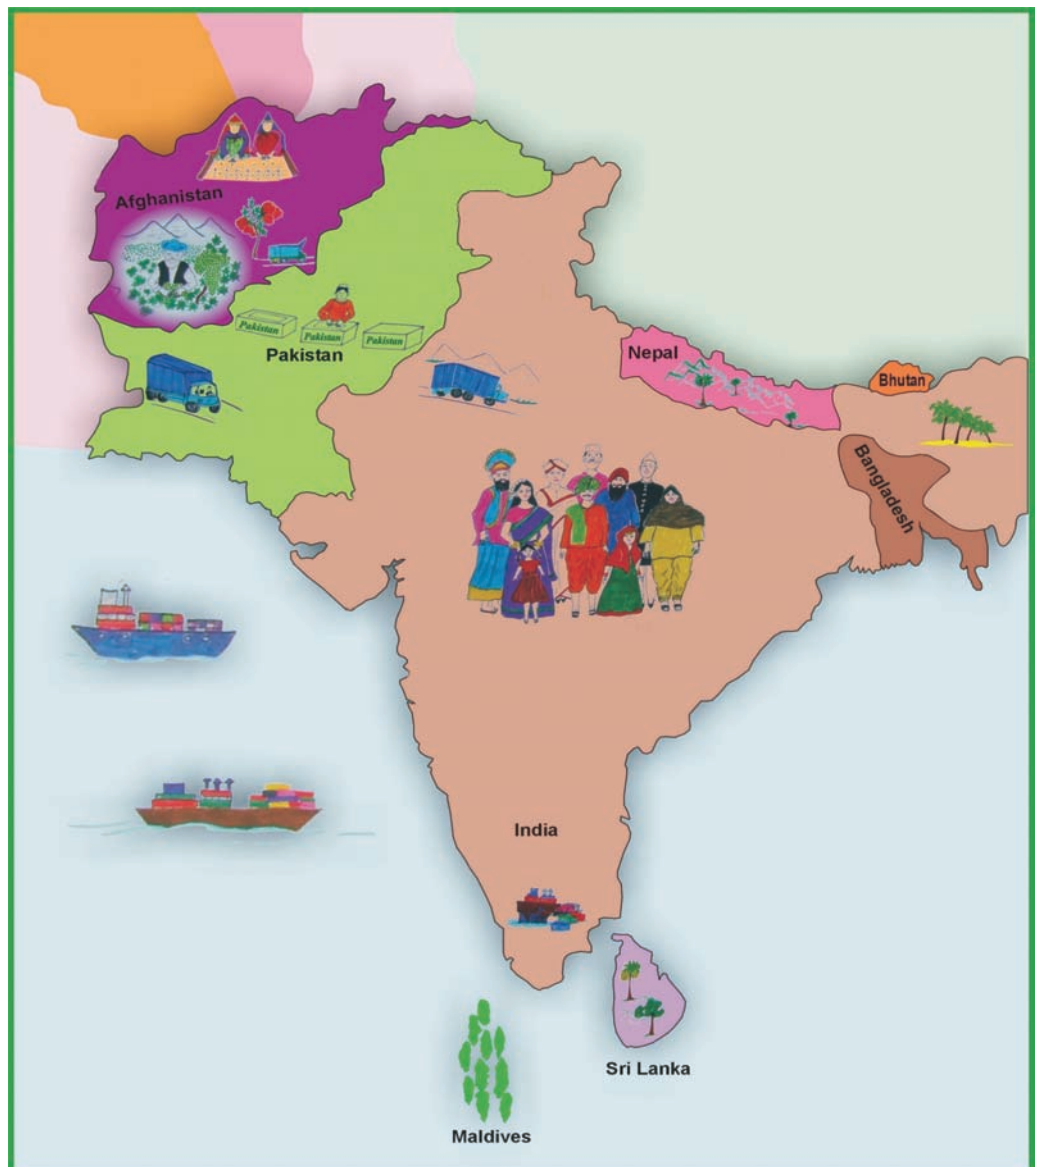 Afghanistan
Pakistan
Pakistan
Pakistan
Pakistan
Nepal
Bhutan
Bangladesh
India
Sri Lanka
Maldives